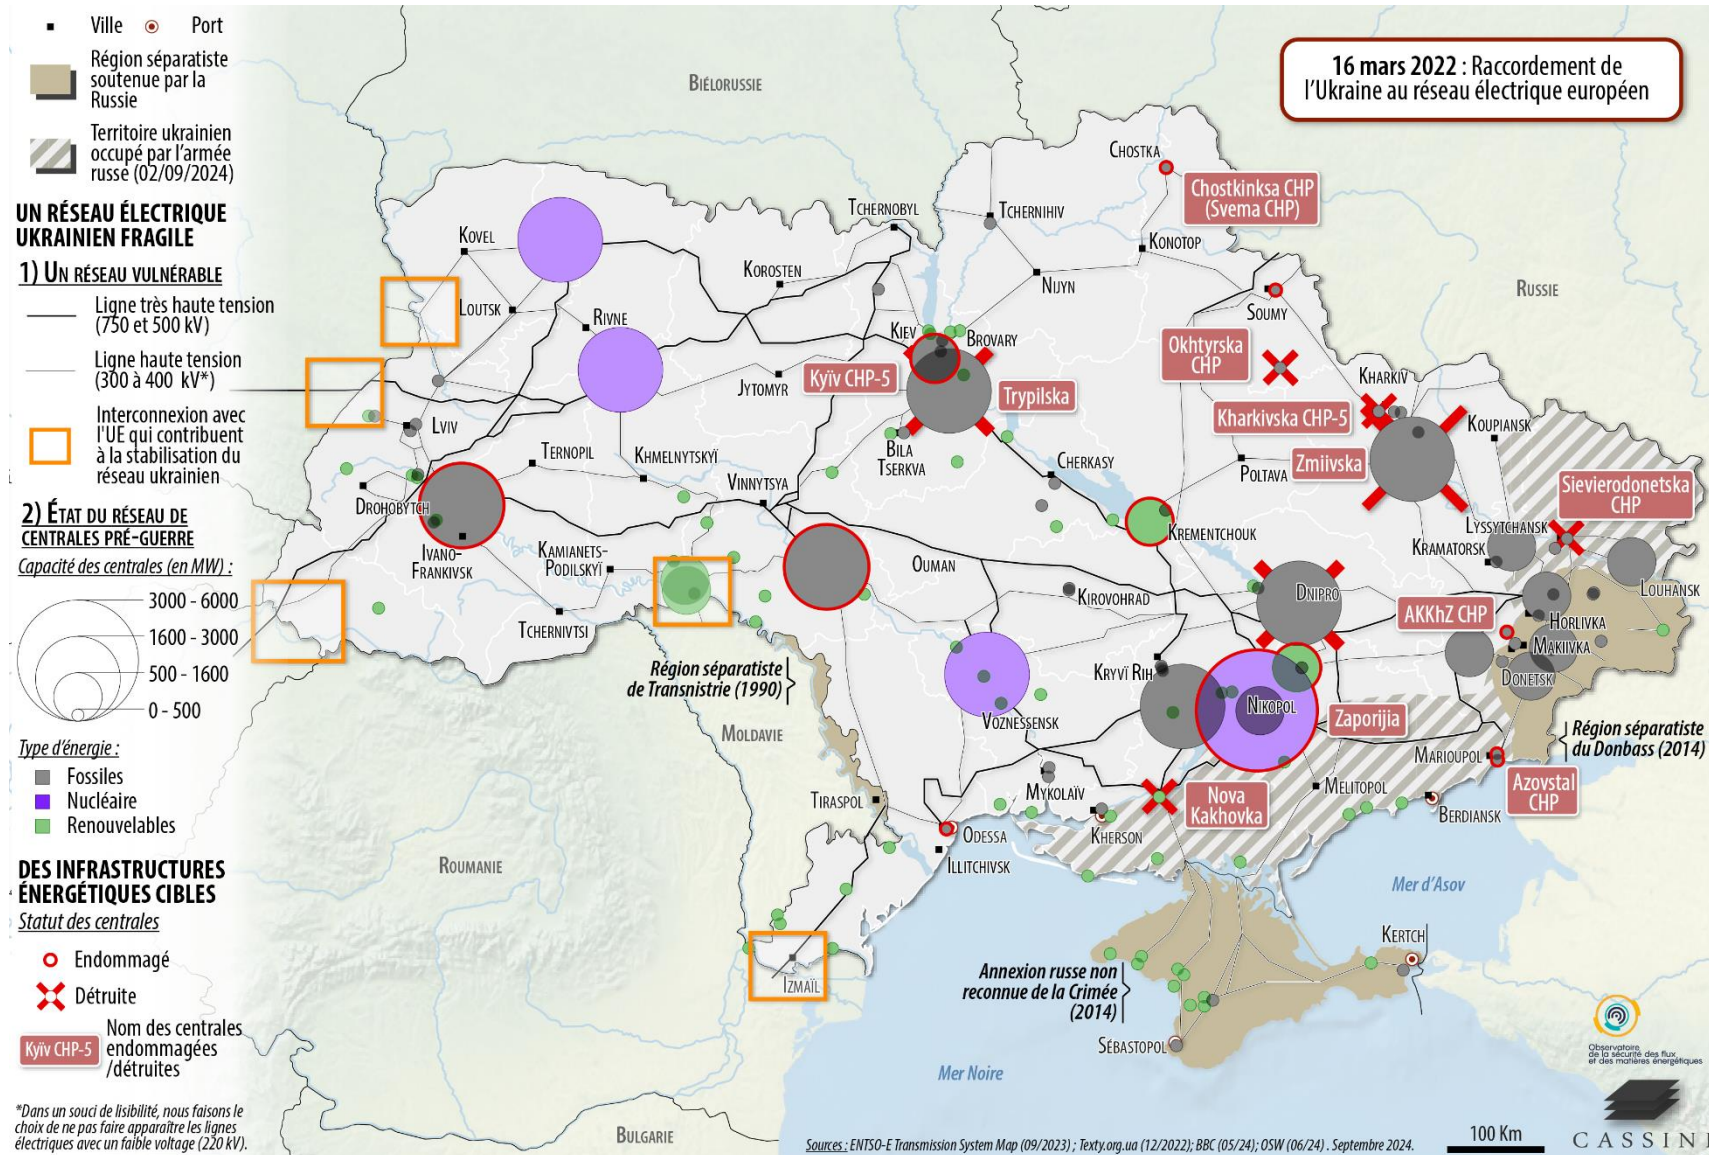 Ville
Port
Région séparatiste
soutenue par la
Russie
Territoire ukrainien
occupé par l'armée
russe (02/09/2024)
UN RÉSEAU ÉLECTRIQUE
UKRAINIEN FRAGILE
1) UN RÉSEAU VULNÉRABLE
Ligne très haute tension
(750 et 500 kV)
Ligne haute tension
(300 à 400 kV*)
Interconnexion avec
l'UE qui contribuent
à la stabilisation du
réseau ukrainien
2) ÉTAT DU RÉSEAU DE
CENTRALES PRÉ-GUERRE
Capacité des centrales (en MW) :
3000 - 6000
1600 - 3000
500 - 1600
0 - 500
Type d'énergie :
Fossiles
Nucléaire
Renouvelables
DES INFRASTRUCTURES
ÉNERGÉTIQUES CIBLES
Statut des centrales
Endommagé
Détruite
Kyïv CHP-5
Nom des centrales
endommagées
/détruites
*Dans un souci de lisibilité, nous faisons le
choix de ne pas faire apparaître les lignes
électriques avec un faible voltage (220 kV).
16 mars 2022 : Raccordement de
l'Ukraine au réseau électrique européen
BIÉLORUSSIE
RUSSIE
CHOSTKA
Chostkinksa CHP
(Svema CHP)
TCHERNOBYL
TCHERNIHIV
KONOTOP
KOVEL
KOROSTEN
NIJYN
SOUMY
LOUTSK
RIVNE
KIEV
BROVARY
Okhtyrska
CHP
JYTOMYR
Kyïv CHP-5
Trypilska
KHARKIV
Kharkivska CHP-5
KOUPIANSK
LVIV
TERNOPIL
KHMELNYTSKYÏ
BILA
TSERKVA
CHERKASY
POLTAVA
Zmiivska
VINNYTSYA
Sievierodonetska
CHP
DROHOBYTCH
LYSSYTCHANSK
KREMENTCHOUK
KRAMATORSK
IVANO-
FRANKIVSK
KAMIANETS-
PODILSKYÏ
OUMAN
KIROVOHRAD
DNIPRO
LOUHANSK
AKKhZ CHP
HORLIVKA
TCHERNIVTSI
MAKIIVKA
Région séparatiste
de Transnistrie (1990)
KRYVÏ RIH
DONETSK
NIKOPOL
VOZNESSENSK
Zaporijia
MOLDAVIE
Région séparatiste
du Donbass (2014)
MARIOUPOL
MYKOLAÏV
MELITOPOL
Azovstal
CHP
TIRASPOL
Nova
Kakhovka
BERDIANSK
KHERSON
ODESSA
ILLITCHIVSK
ROUMANIE
Mer d'Asov
KERTCH
Annexion russe non
reconnue de la Crimée
(2014)
IZMAÏL
SÉBASTOPOL
Mer Noire
BULGARIE
Observatoire
de la sécurité des flux
et des matières énergétiques
Sources : ENTSO-E Transmission System Map (09/2023) ; Texty.org.ua (12/2022); BBC (05/24); OSW (06/24) . Septembre 2024.
100 Km
CASSINI